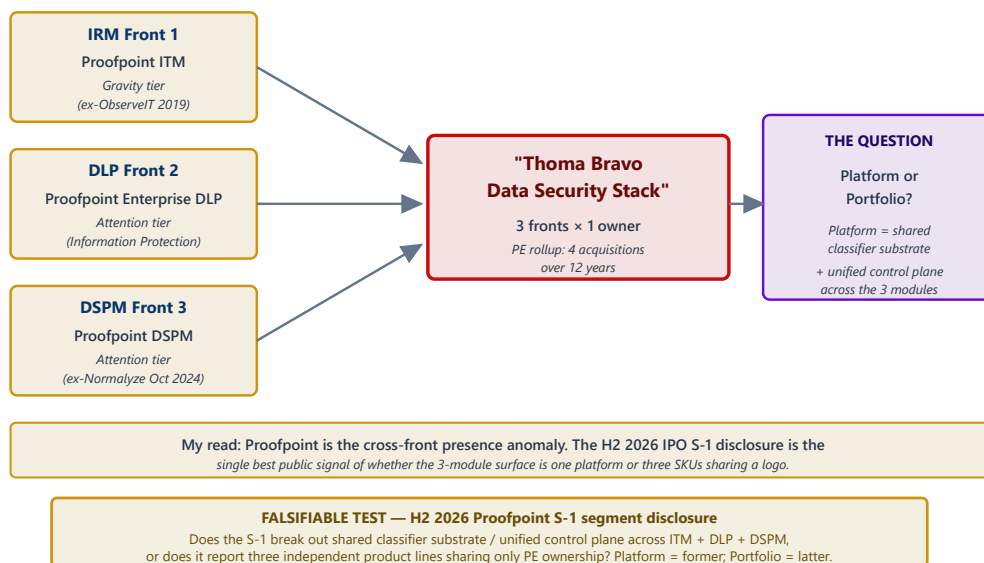 IRM Front 1
Proofpoint ITM
Gravity tier
(ex-ObserveIT 2019)
DLP Front 2
Proofpoint Enterprise DLP
Attention tier
(Information Protection)
DSPM Front 3
Proofpoint DSPM
Attention tier
(ex-Normalyze Oct 2024)
"Thoma Bravo
Data Security Stack"
3 fronts × 1 owner
PE rollup: 4 acquisitions
over 12 years
THE QUESTION
Platform or
Portfolio?
Platform = shared
classifier substrate
+ unified control plane
across the 3 modules
My read: Proofpoint is the cross-front presence anomaly. The H2 2026 IPO S-1 disclosure is the
single best public signal of whether the 3-module surface is one platform or three SKUs sharing a logo.
FALSIFIABLE TEST — H2 2026 Proofpoint S-1 segment disclosure
Does the S-1 break out shared classifier substrate / unified control plane across ITM + DLP + DSPM,
or does it report three independent product lines sharing only PE ownership? Platform = former; Portfolio = latter.